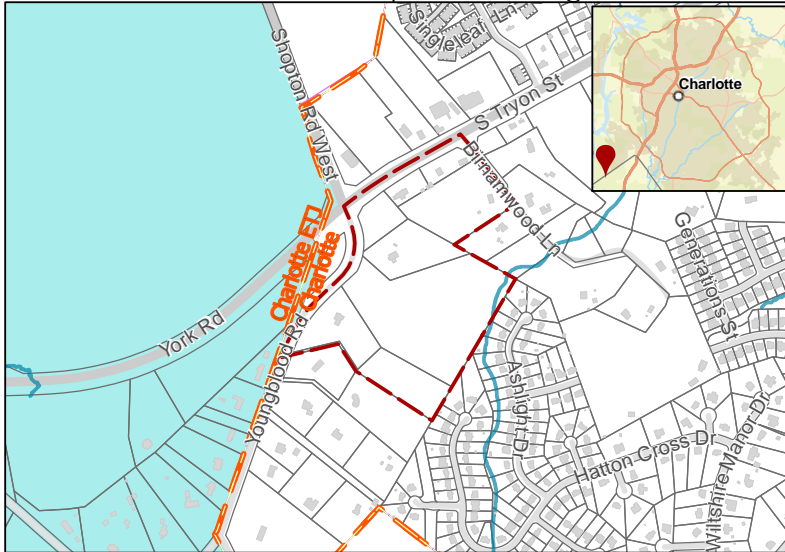 Singleleaf Ln
Shopton Rd West
S Tryon St
Charlotte
Birnamwood Ln
Charlotte ETJ
Charlotte
Generations St
York Rd
Youngblood Rd
Ashlight Dr
Hatton Cross Dr
Wiltshire Manor Dr